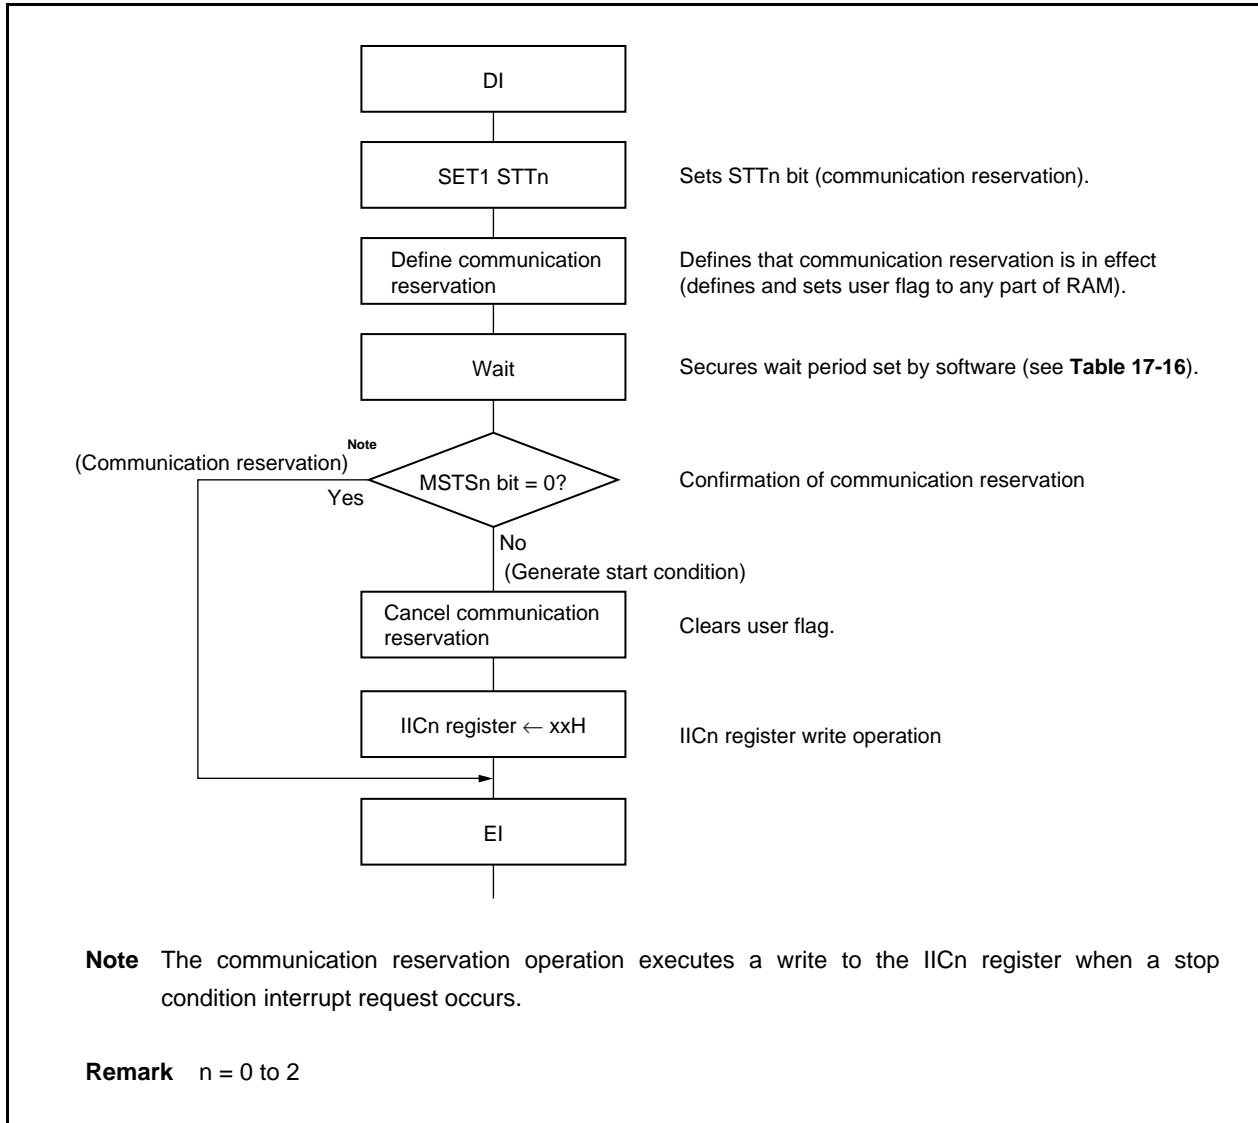 DI
SET1 STTn
Sets STTn bit (communication reservation).
Define communication
reservation
Defines that communication reservation is in effect
(defines and sets user flag to any part of RAM).
Wait
Secures wait period set by software (see Table 17-16).
(Communication reservation)Note
Yes
MSTSn bit = 0?
Confirmation of communication reservation
No
(Generate start condition)
Cancel communication
reservation
Clears user flag.
IICn register ← xxH
IICn register write operation
EI
Note The communication reservation operation executes a write to the IICn register when a stop
condition interrupt request occurs.
Remark n = 0 to 2